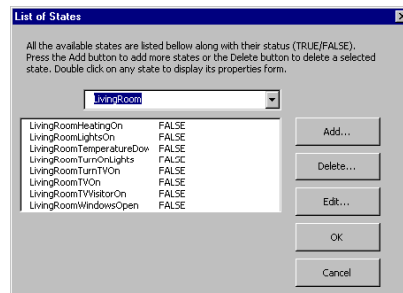 List of States
All the available states are listed bellow along with their status (TRUE/FALSE).
Press the Add button to add more states or the Delete button to delete a selected
state. Double click on any state to display its properties form.
LivingRoom
LivingRoomHeatingOn FALSE
LivingRoomLightsOn FALSE
LivingRoomTemperatureDow FALSE
LivingRoomTurnOnLights FALSE
LivingRoomTurnTVOn FALSE
LivingRoomTVOn FALSE
LivingRoomTVVisitorOn FALSE
LivingRoomWindowsOpen FALSE
Add...
Delete...
Edit...
OK
Cancel